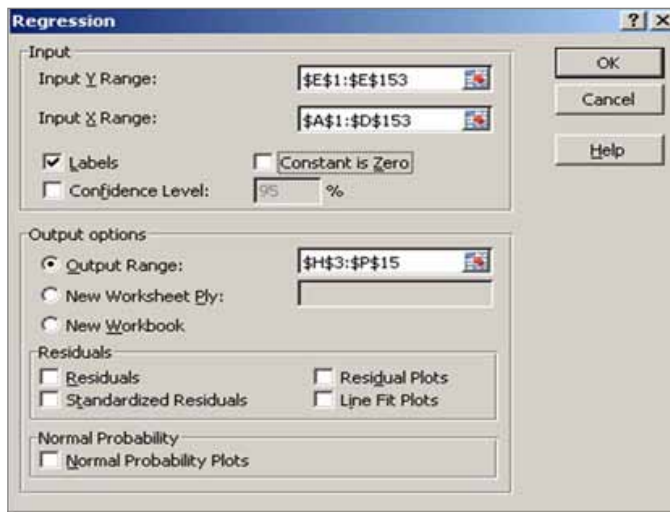 Regression
Input
Input Y Range: $E$1:$E$153
Input X Range: $A$1:$D$153
Labels Constant is Zero
Confidence Level: 95 %
OK
Cancel
Help
Output options
Output Range: $H$3:$P$15
New Worksheet Ply:
New Workbook
Residuals
Residuals Residual Plots
Standardized Residuals Line Fit Plots
Normal Probability
Normal Probability Plots